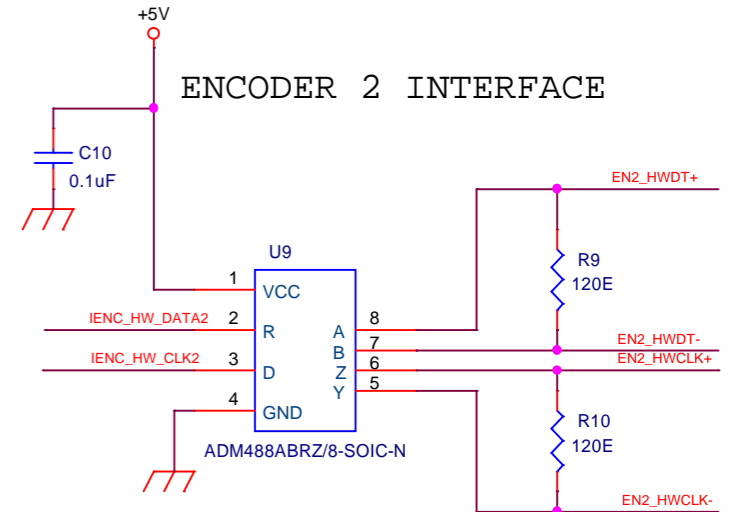 +5V
ENCODER 2 INTERFACE
C10
0.1uF
EN2_HWDT+
U9
R9
120E
1
VCC
IENC_HW_DATA2
2
R
A
8
EN2_HWDT-
B
7
IENC_HW_CLK2
3
D
Z
6
EN2_HWCLK+
Y
5
4
GND
R10
120E
ADM488ABRZ/8-SOIC-N
EN2_HWCLK-